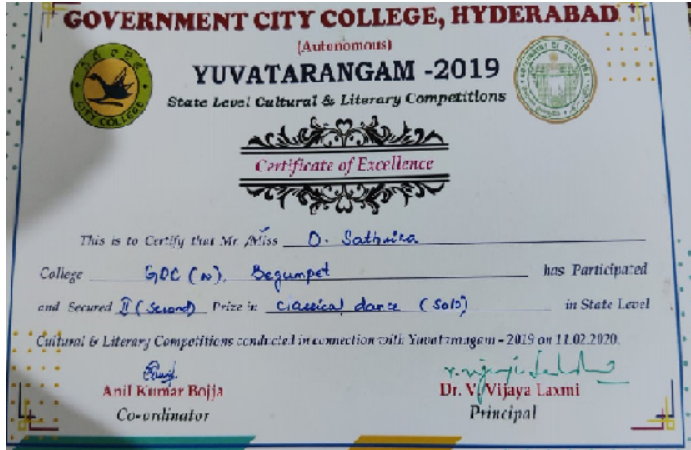 GOVERNMENT CITY COLLEGE, HYDERABAD
(Autonomous)
YUVATARANGAM -2019
State Level Cultural & Literary Competitions
CITY COLLEGE
Certificate of Excellence
This is to Certify that Mr /Miss D. Sathvika
College GDC (W), Begumpet has Participated
and Secured II (Second) Prize in Classical dance (Solo) in State Level
Cultural & Literary Competitions conducted in connection with Yuvatarangam - 2019 on 11.02.2020.
Anil Kumar Bojja
Dr. V. Vijaya Laxmi
Co-ordinator
Principal